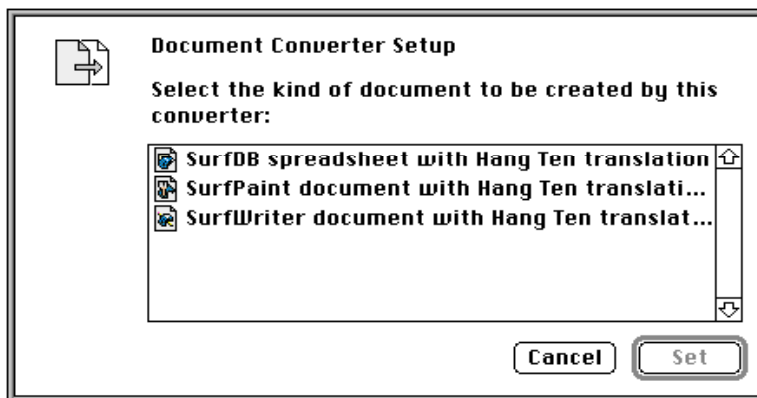 Document Converter Setup
Select the kind of document to be created by this
converter:
SurfDB spreadsheet with Hang Ten translation
SurfPaint document with Hang Ten translati...
SurfWriter document with Hang Ten translat...
Cancel
Set